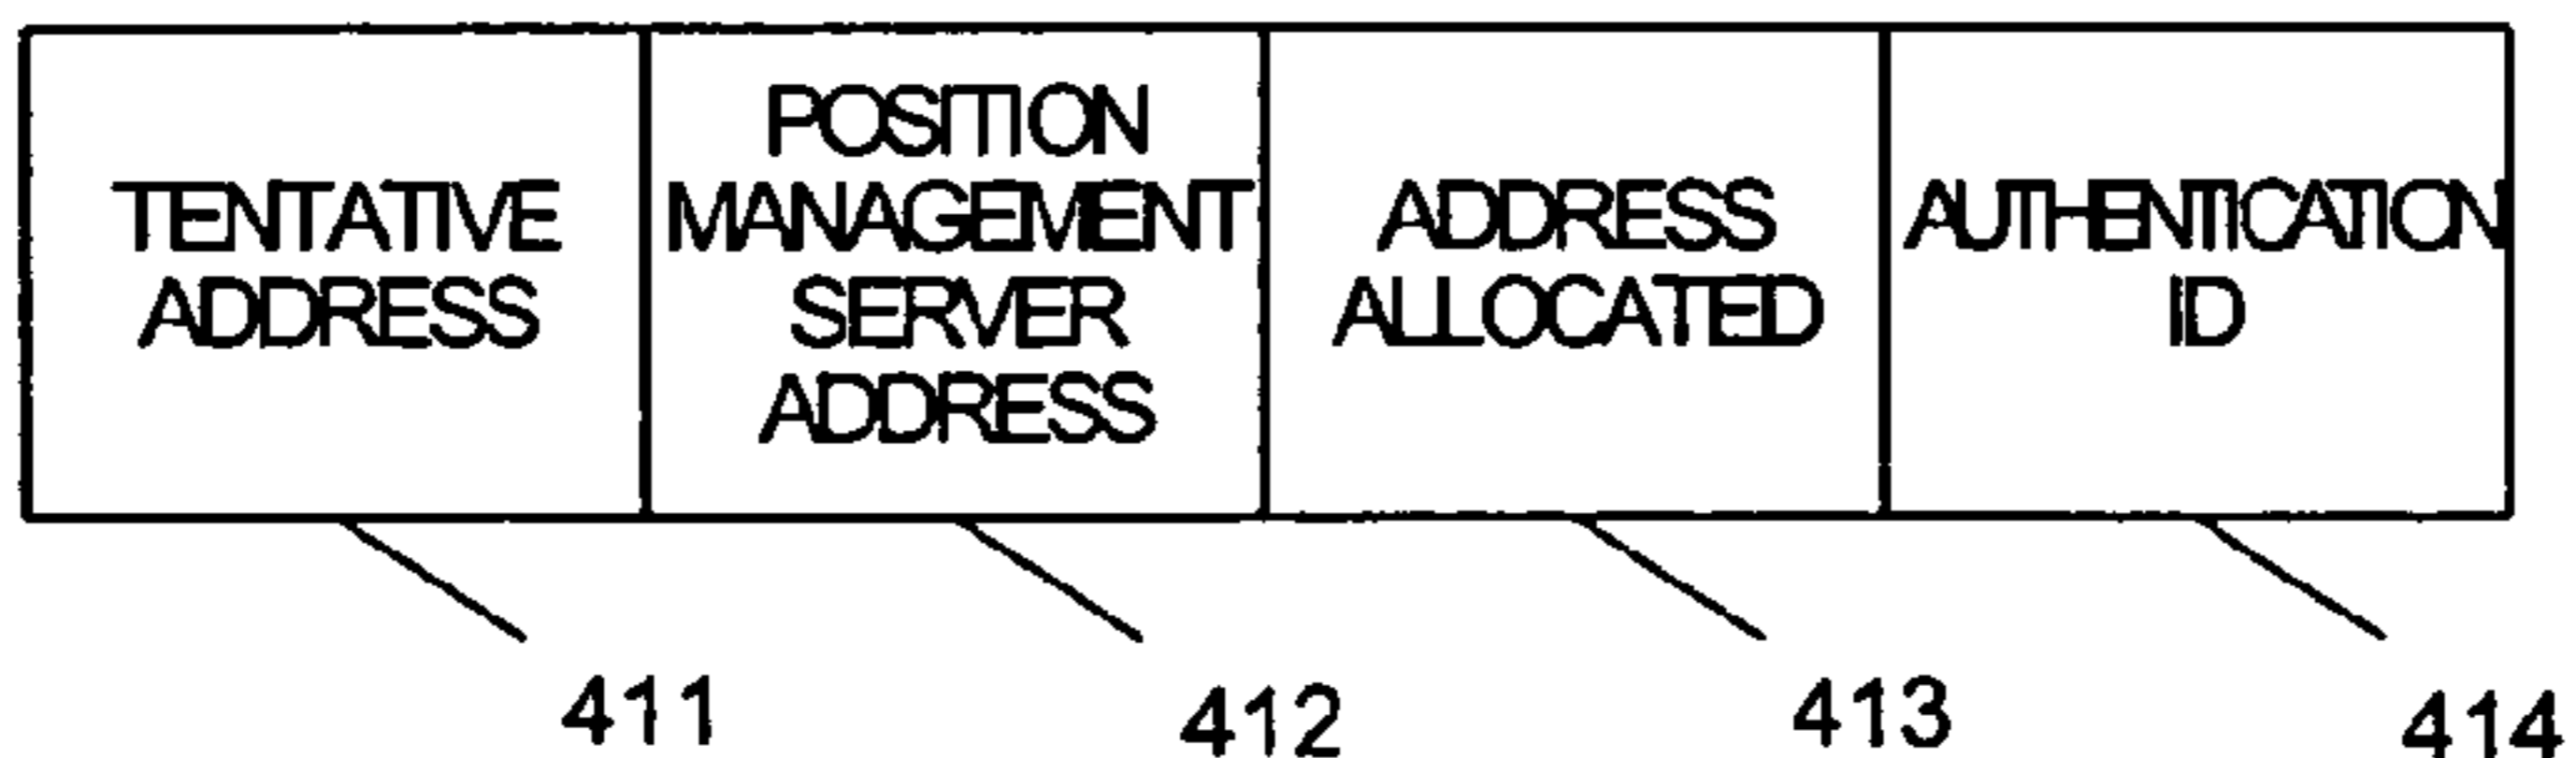 TENTATIVE
ADDRESS
POSITION
MANAGEMENT
SERVER
ADDRESS
ADDRESS
ALLOCATED
AUTHENTICATION
ID
411
412
413
414